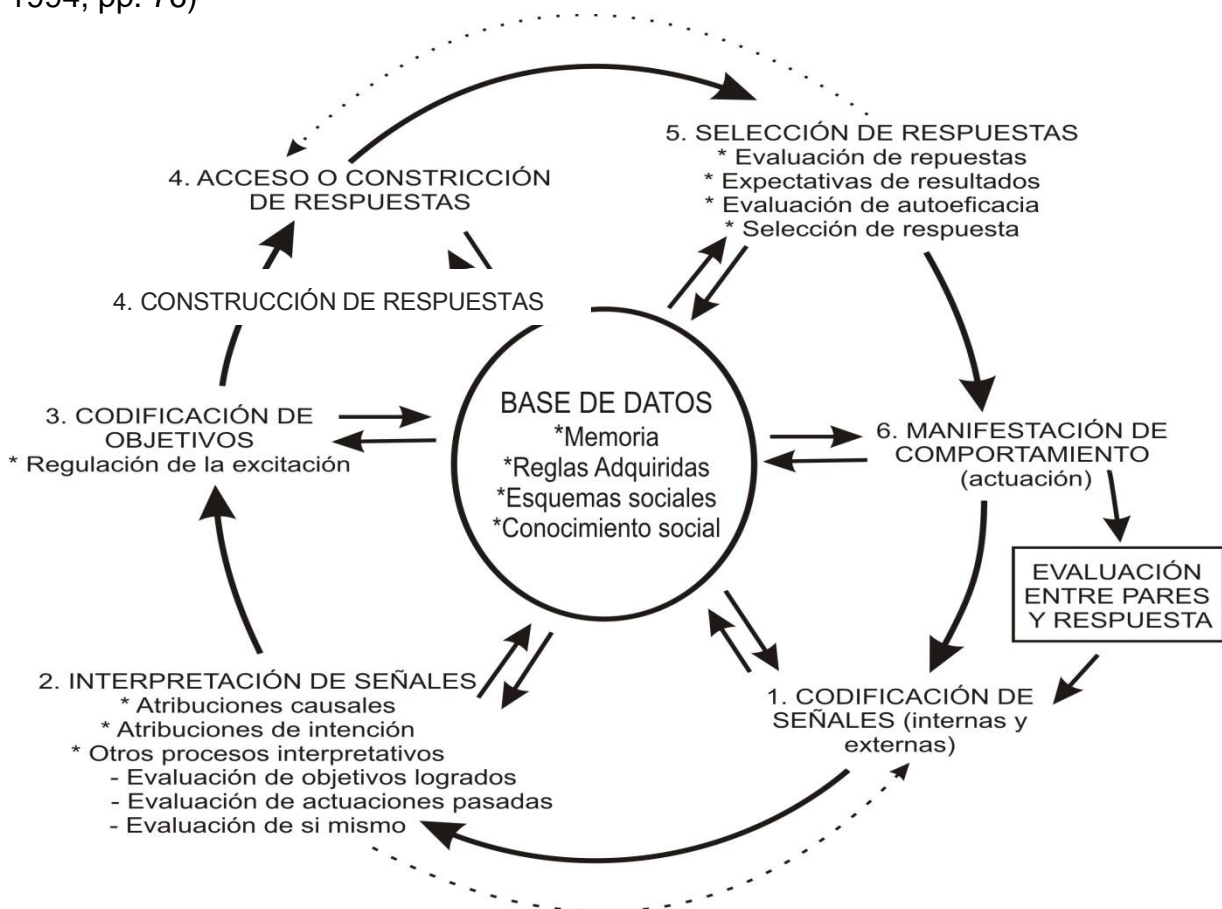 1994, pp. 76)
5. SELECCIÓN DE RESPUESTAS
* Evaluación de repuestas
* Expectativas de resultados
* Evaluación de autoeficacia
* Selección de respuesta
4. ACCESO O CONSTRICCIÓN
DE RESPUESTAS
4. CONSTRUCCIÓN DE RESPUESTAS
3. CODIFICACIÓN DE
OBJETIVOS
* Regulación de la excitación
BASE DE DATOS
*Memoria
*Reglas Adquiridas
*Esquemas sociales
*Conocimiento social
6. MANIFESTACIÓN DE
COMPORTAMIENTO
(actuación)
EVALUACIÓN
ENTRE PARES
Y RESPUESTA
2. INTERPRETACIÓN DE SEÑALES
* Atribuciones causales
* Atribuciones de intención
* Otros procesos interpretativos
- Evaluación de objetivos logrados
- Evaluación de actuaciones pasadas
- Evaluación de si mismo
1. CODIFICACIÓN DE
SEÑALES (internas y
externas)